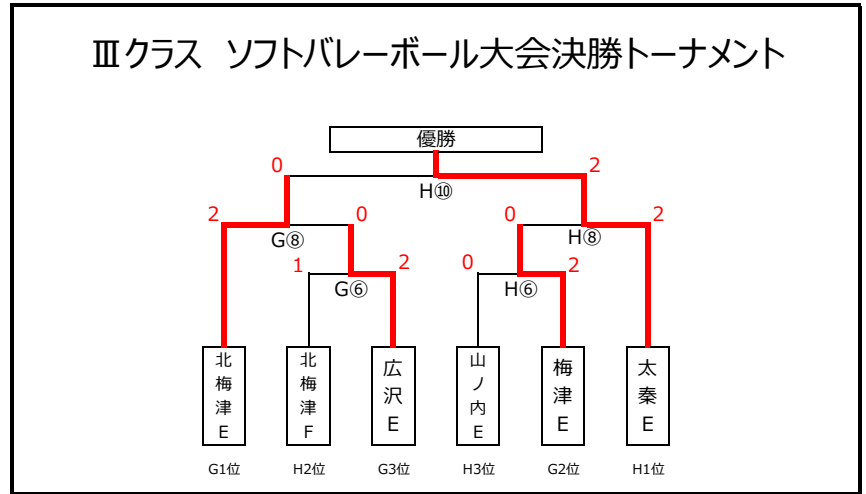 Ⅲクラス ソフトバレーボール大会決勝トーナメント
優勝
0
2
H⑩
2
0
0
2
G⑧
H⑧
1
2
0
2
G⑥
H⑥
北梅津E
北梅津F
広沢E
山ノ内E
梅津E
太秦E
G1位
H2位
G3位
H3位
G2位
H1位